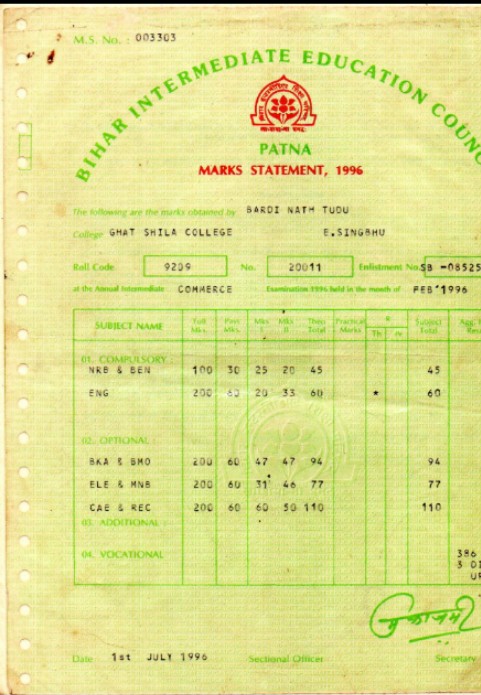 M.S. No. : 003303
BIHAR INTERMEDIATE EDUCATION COUNC
PATNA
MARKS STATEMENT, 1996
The following are the marks obtained by BARDI NATH TUDU
College GHAT SHILA COLLEGE E.SINGBHU
Roll Code 9209 No. 20011 Enlistment No. SB -08525
at the Annual Intermediate COMMERCE Examination 1996 held in the month of FEB'1996
SUBJECT NAME Full Mks. Pass Mks. Mks I Mks II Theo. Total Practical Marks Th Pr Subject Total Agg.
01. COMPULSORY :
NRB & BEN 100 30 25 20 45 45
ENG 200 60 20 33 60 * 60
02. OPTIONAL :
BKA & BMO 200 60 47 47 94 94
ELE & MNB 200 60 31 46 77 77
CAE & REC 200 60 60 50 110 110
03. ADDITIONAL :
04. VOCATIONAL 386
3 DI
UR
Date 1st JULY 1996 Sectional Officer Secretary